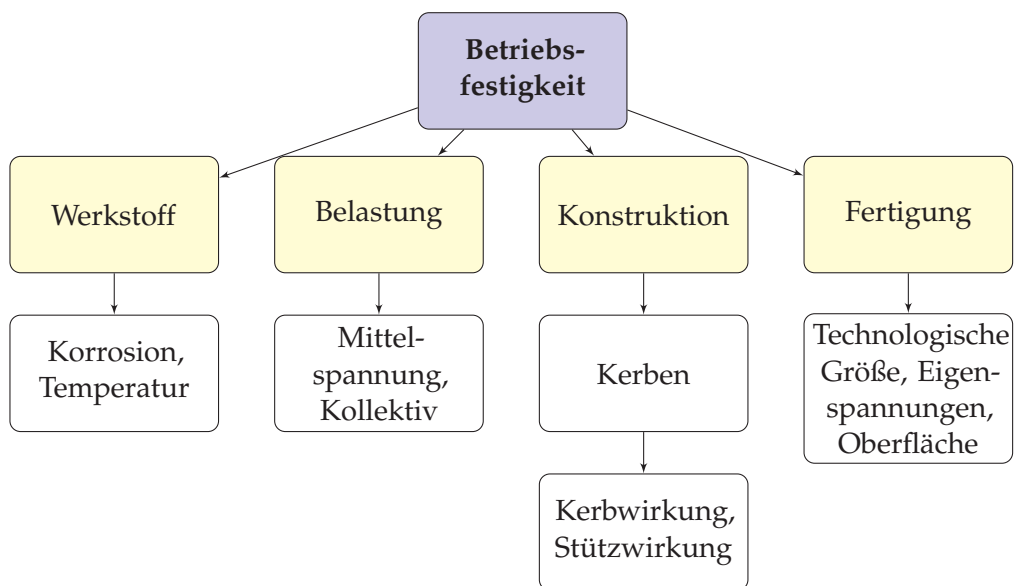 Betriebs-
festigkeit
Werkstoff
Belastung
Konstruktion
Fertigung
Korrosion,
Temperatur
Mittel-
spannung,
Kollektiv
Kerben
Technologische
Größe, Eigen-
spannungen,
Oberfläche
Kerbwirkung,
Stützwirkung